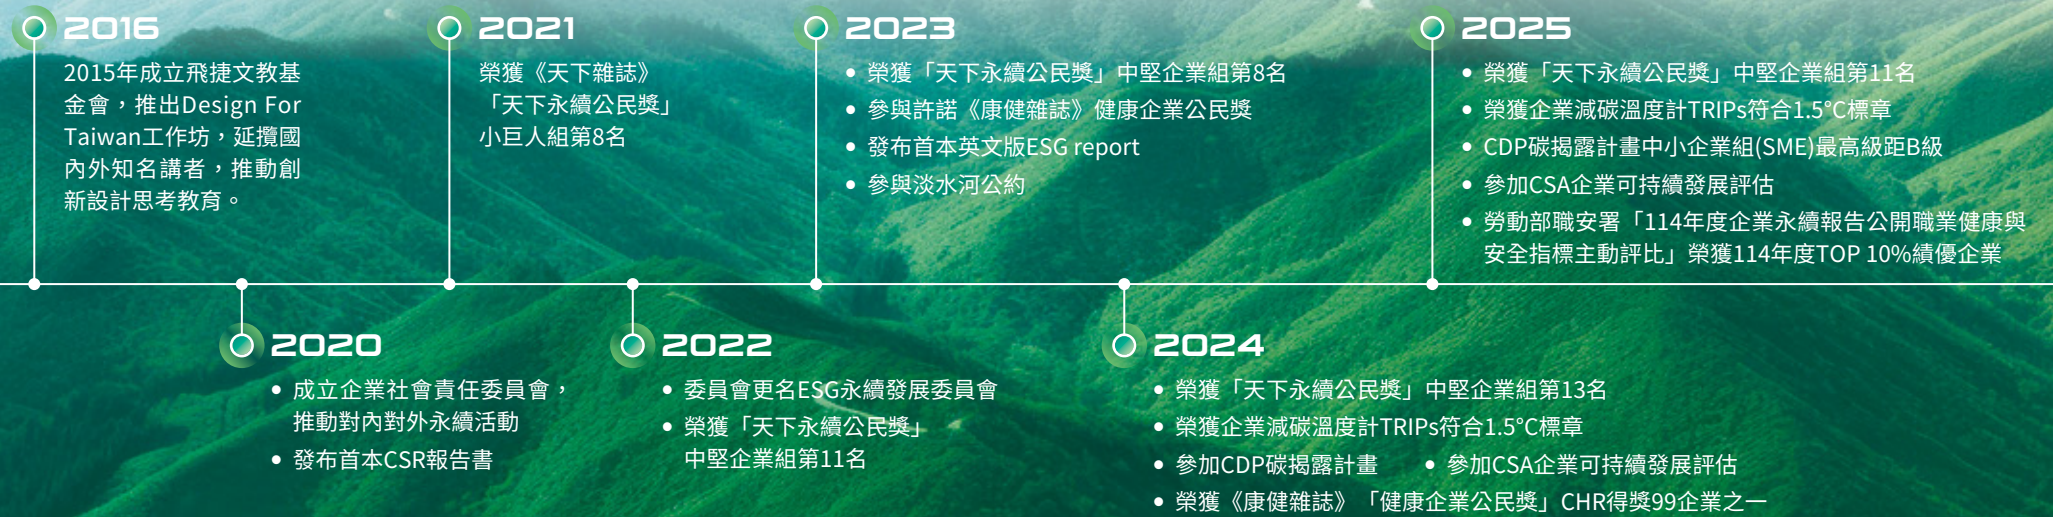 2016
2015年成立飛捷文教基
金會，推出Design For
Taiwan工作坊，延攬國
內外知名講者，推動創
新設計思考教育。
2021
榮獲《天下雜誌》
「天下永續公民獎」
小巨人組第8名
2023
• 榮獲「天下永續公民獎」中堅企業組第8名
• 參與許諾《康健雜誌》健康企業公民獎
• 發布首本英文版ESG report
• 參與淡水河公約
2025
• 榮獲「天下永續公民獎」中堅企業組第11名
• 榮獲企業減碳溫度計TRIPs符合1.5°C標章
• CDP碳揭露計畫中小企業組(SME)最高級距B級
• 參加CSA企業可持續發展評估
• 勞動部職安署「114年度企業永續報告公開職業健康與
安全指標主動評比」榮獲114年度TOP 10%績優企業
2020
• 成立企業社會責任委員會，
推動對內對外永續活動
• 發布首本CSR報告書
2022
• 委員會更名ESG永續發展委員會
• 榮獲「天下永續公民獎」
中堅企業組第11名
2024
• 榮獲「天下永續公民獎」中堅企業組第13名
• 榮獲企業減碳溫度計TRIPs符合1.5°C標章
• 參加CDP碳揭露計畫 • 參加CSA企業可持續發展評估
• 榮獲《康健雜誌》「健康企業公民獎」CHR得獎99企業之一